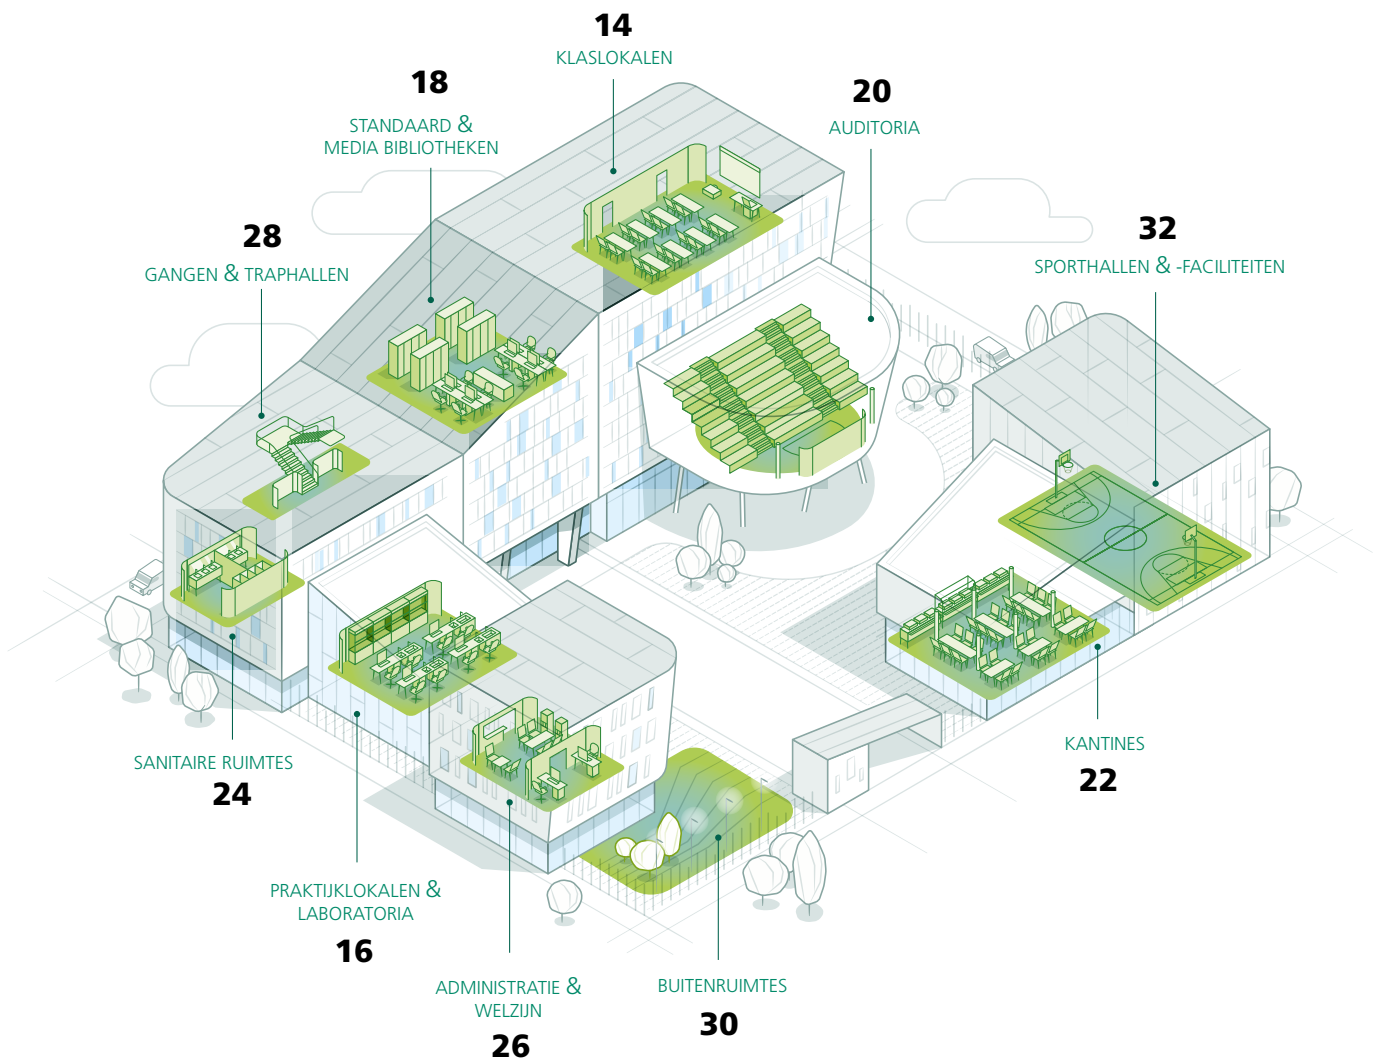 14
KLASLOKALEN
18
STANDAARD &
MEDIA BIBLIOTHEKEN
20
AUDITORIA
28
GANGEN & TRAPHALLEN
32
SPORTHALLEN & -FACILITEITEN
SANITAIRE RUIMTES
24
KANTINES
22
PRAKTIJKLOKALEN &
LABORATORIA
16
ADMINISTRATIE &
WELZIJN
26
BUITENRUIMTES
30